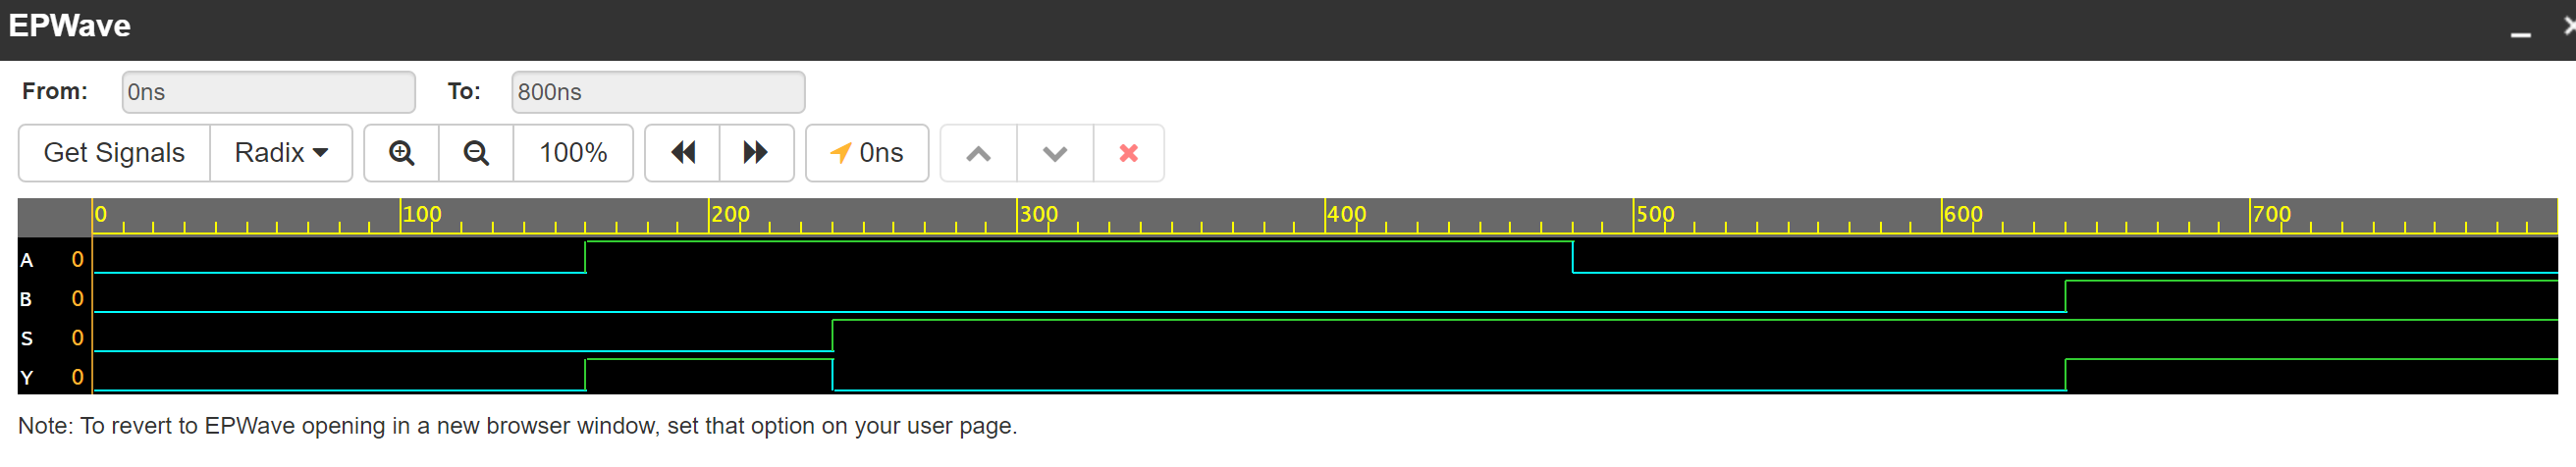 EPWave
From: 0ns To: 800ns
Get Signals Radix 100% 0ns
0 100 200 300 400 500 600 700
A 0
B 0
S 0
Y 0
Note: To revert to EPWave opening in a new browser window, set that option on your user page.